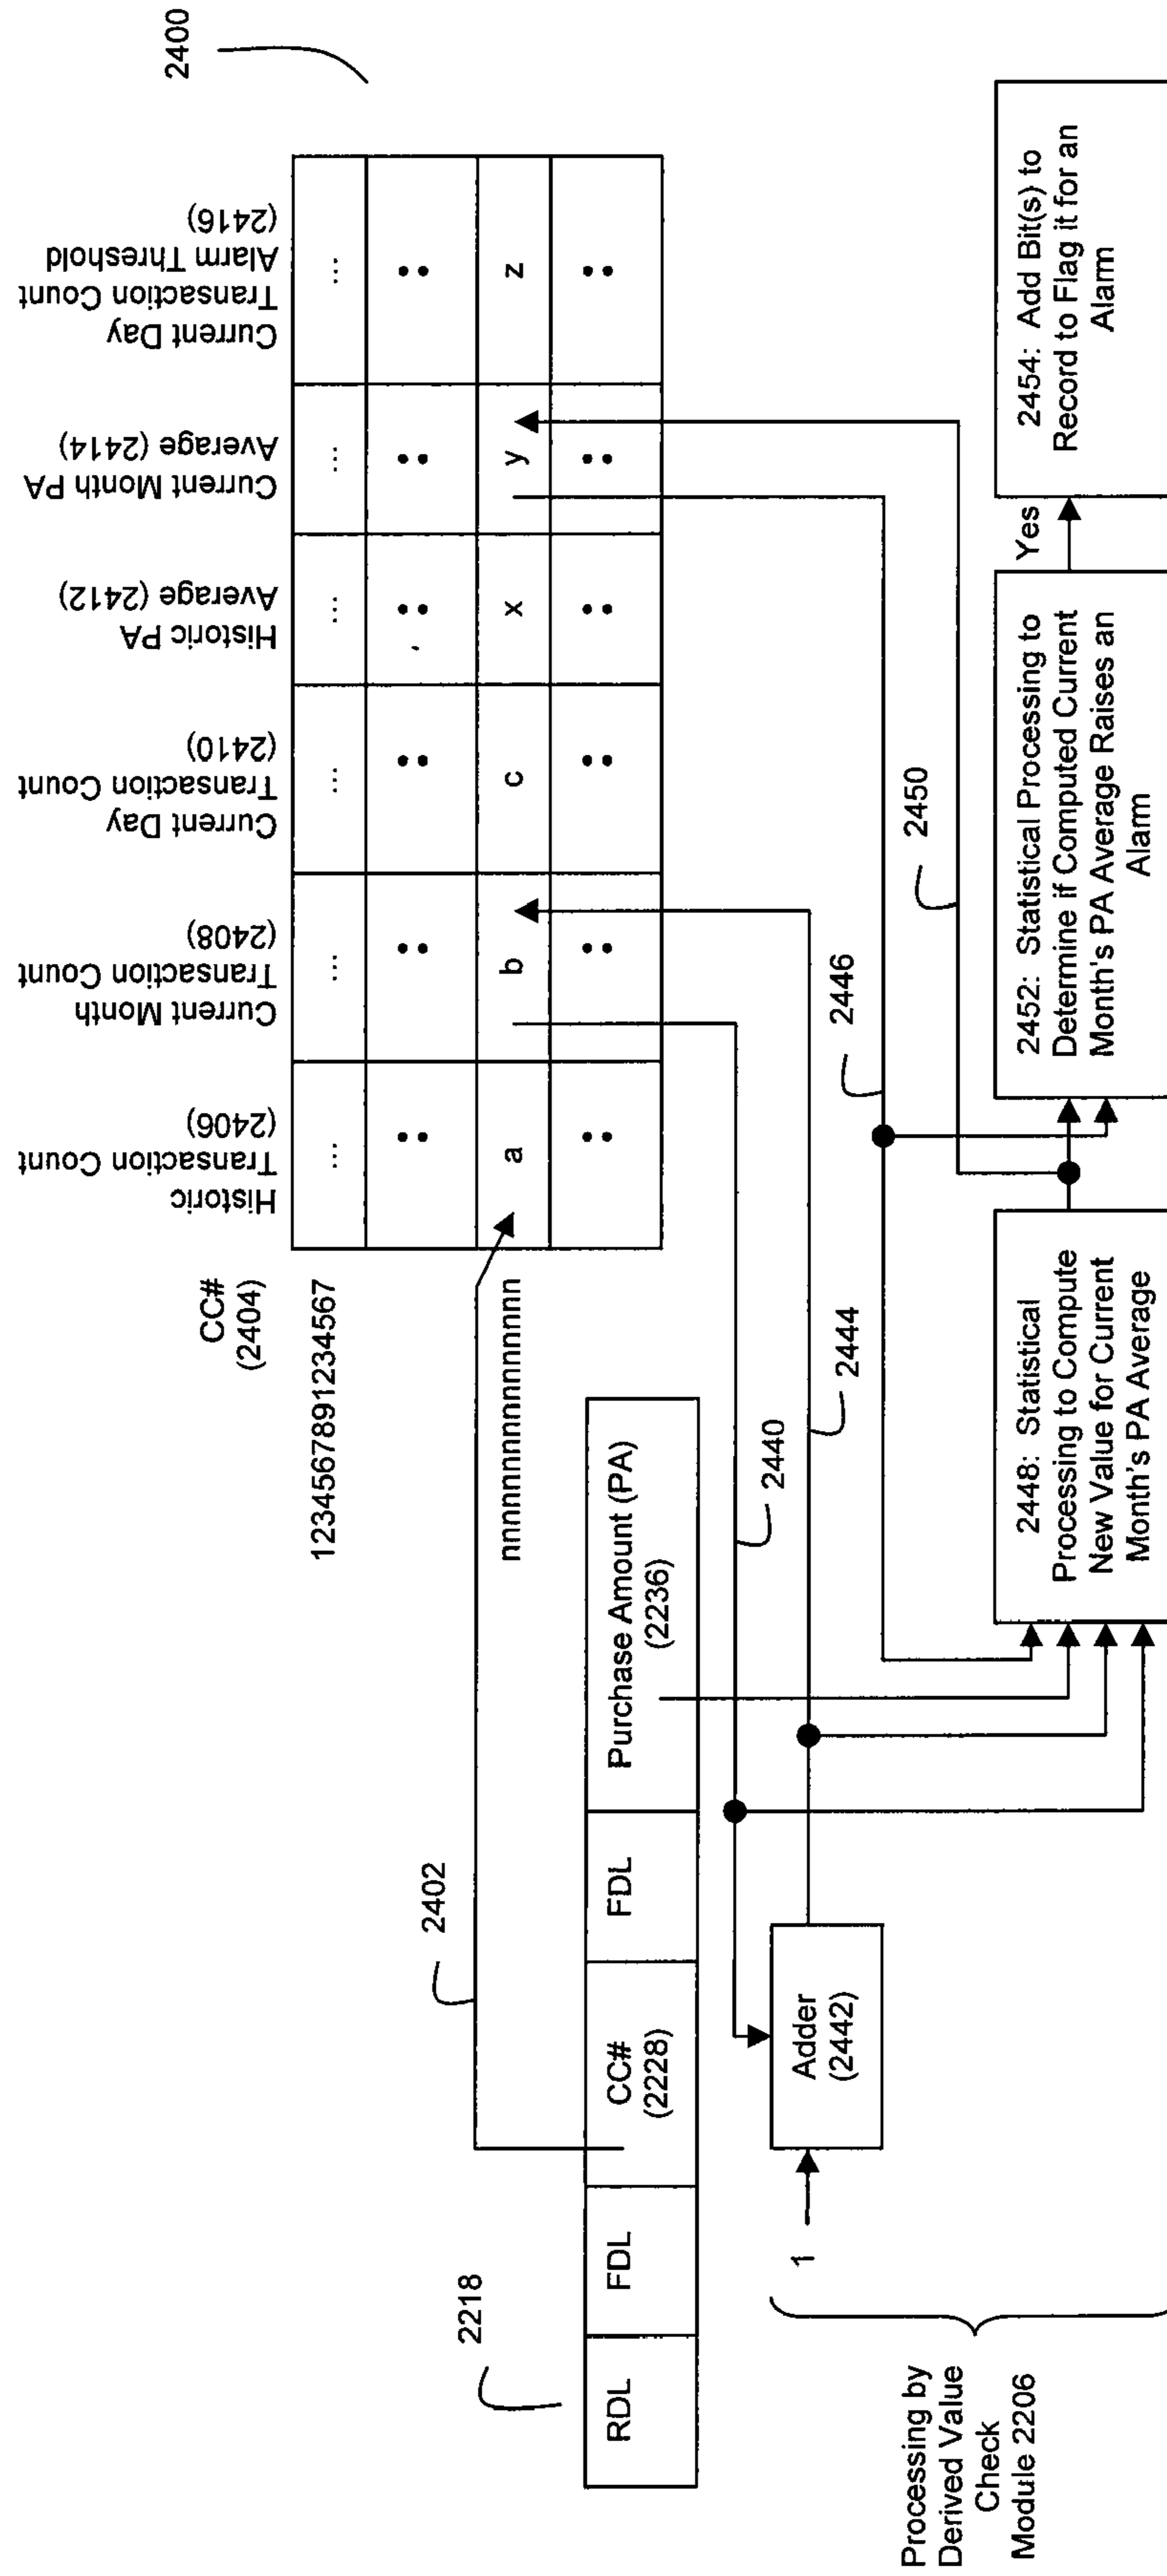 2400
Historic
Transaction Count
(2406)
Current Month
Transaction Count
(2408)
Current Day
Transaction Count
(2410)
Historic PA
Average (2412)
Current Month PA
Average (2414)
Current Day
Transaction Count
Alarm Threshold
(2416)
CC#
(2404)
12345678912345567
... ... ... ... ... ...
nnnnnnnnnnnnnnn
a b c x y z
2402
2218
RDL
FDL
CC#
(2228)
FDL
Purchase Amount (PA)
(2236)
2440
2444
2446
2450
1
Adder
(2442)
Processing by
Derived Value
Check
Module 2206
2448: Statistical
Processing to Compute
New Value for Current
Month's PA Average
2452: Statistical Processing to
Determine if Computed Current
Month's PA Average Raises an
Alarm
Yes
2454: Add Bit(s) to
Record to Flag it for an
Alarm